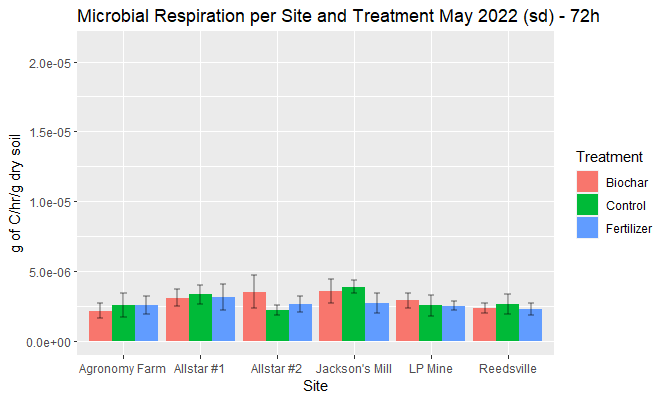 Microbial Respiration per Site and Treatment May 2022 (sd) - 72h
g of C/hr/g dry soil
2.0e-05
1.5e-05
1.0e-05
5.0e-06
0.0e+00
Agronomy Farm Allstar #1 Allstar #2 Jackson's Mill LP Mine Reedsville
Site
Treatment
Biochar
Control
Fertilizer